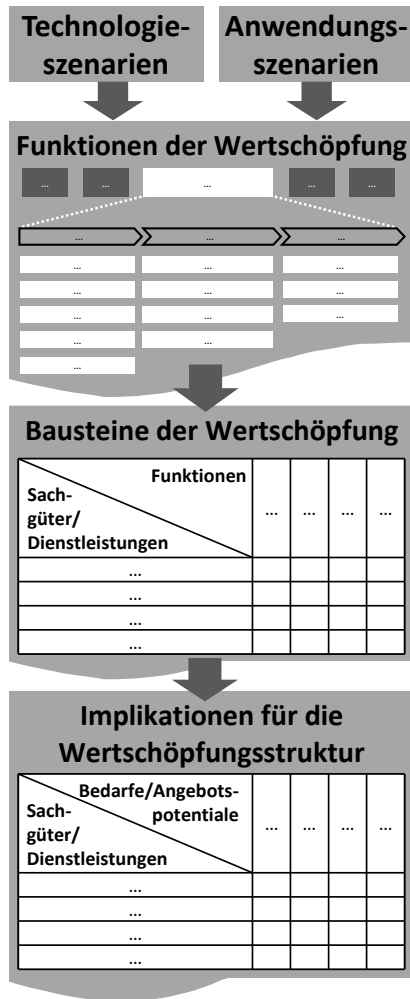 Technologie-
szenarien
Anwendungs-
szenarien
Funktionen der Wertschöpfung
... ... ... ... ...
... ... ...
... ... ...
... ... ...
... ... ...
... ...
...
Bausteine der Wertschöpfung
Funktionen
Sach-
güter/
Dienstleistungen
... ... ... ...
...
...
...
...
Implikationen für die
Wertschöpfungsstruktur
Bedarfe/Angebots-
potentiale
Sach-
güter/
Dienstleistungen
... ... ... ...
...
...
...
...